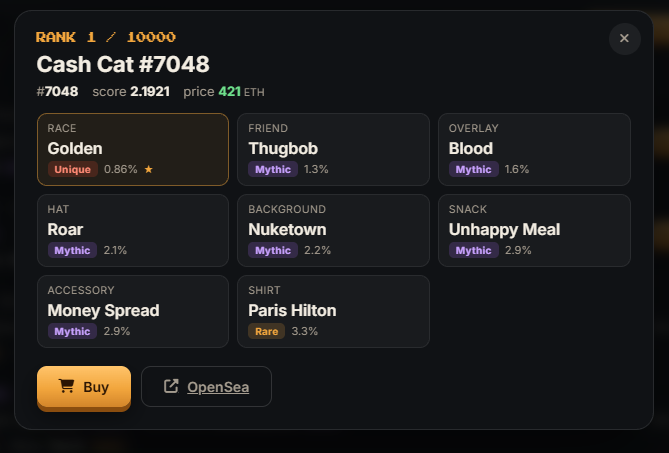 RANK 1 / 10000
Cash Cat #7048
#7048 score 2.1921 price 421 ETH
RACE
Golden
Unique 0.86% ★
FRIEND
Thugbob
Mythic 1.3%
OVERLAY
Blood
Mythic 1.6%
HAT
Roar
Mythic 2.1%
BACKGROUND
Nuketown
Mythic 2.2%
SNACK
Unhappy Meal
Mythic 2.9%
ACCESSORY
Money Spread
Mythic 2.9%
SHIRT
Paris Hilton
Rare 3.3%
Buy
OpenSea